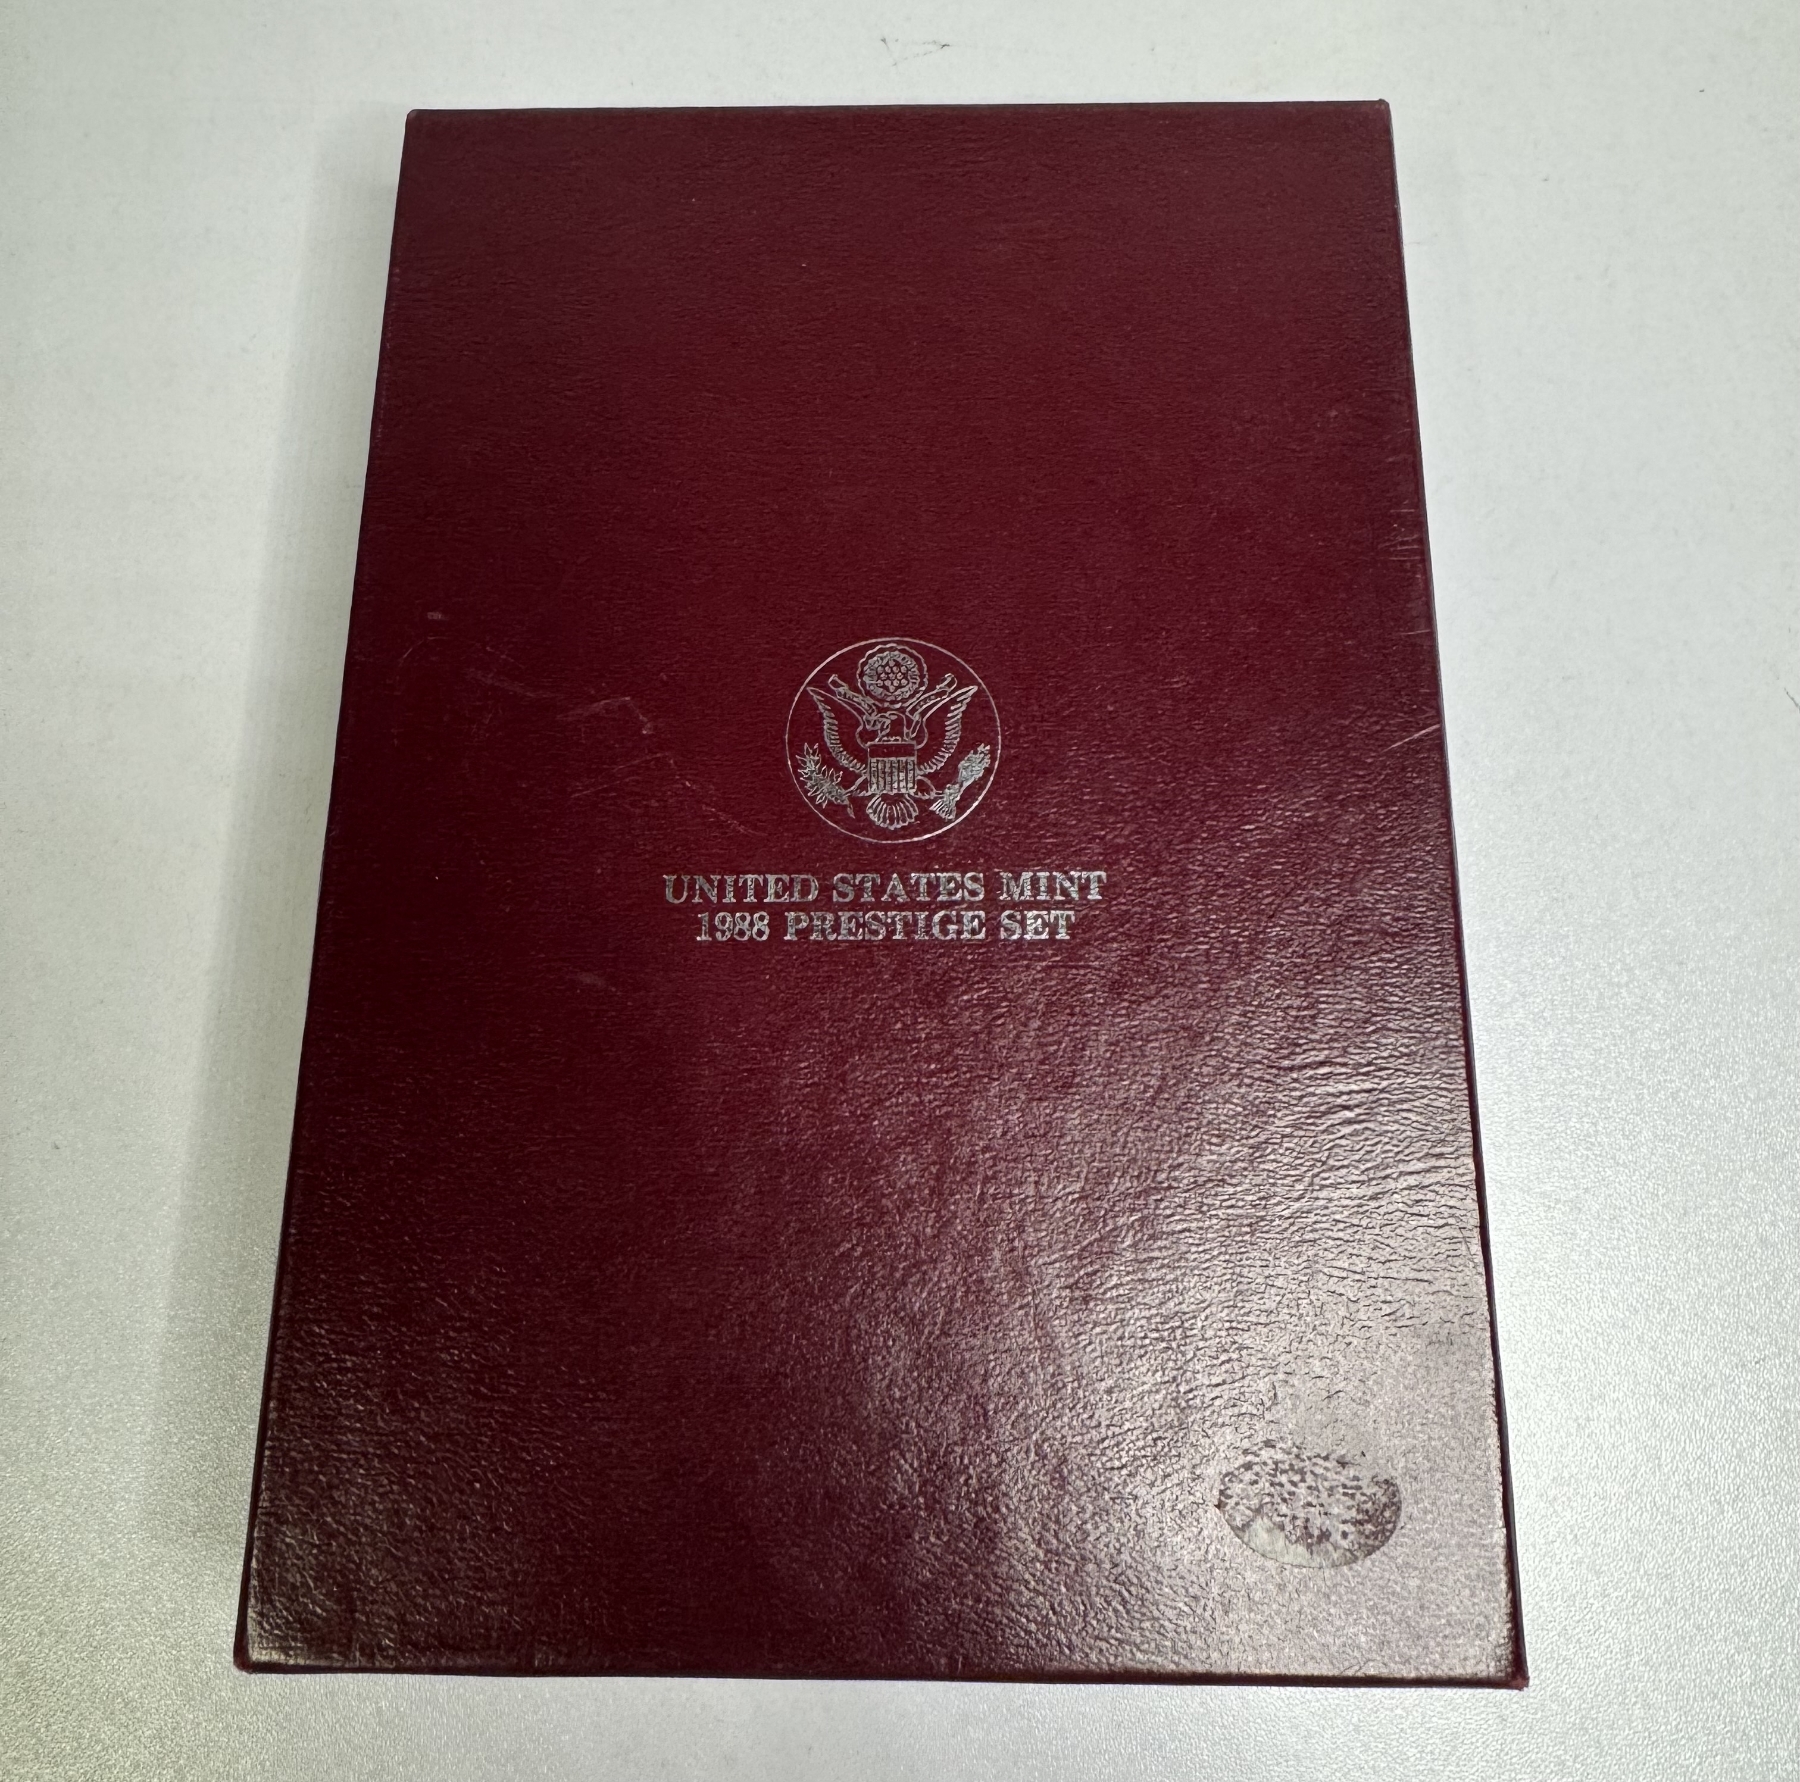 UNITED STATES MINT
1988 PRESTIGE SET